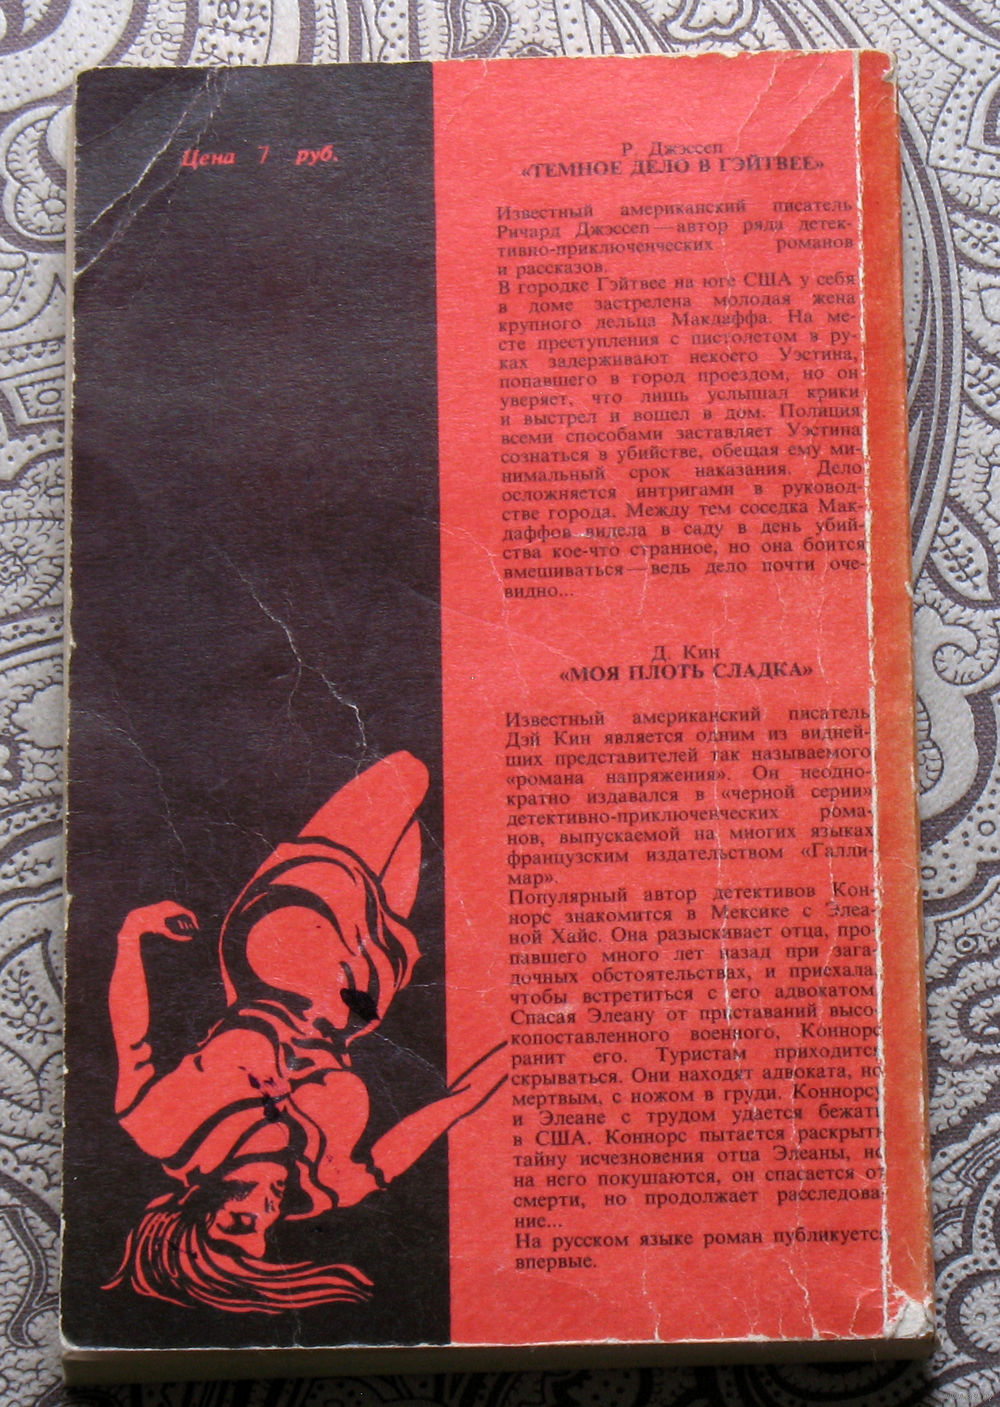 Цена 7 руб.
Р. Джэссеп
«ТЕМНОЕ ДЕЛО В ГЭЙТВЕЕ»
Известный американский писатель
Ричард Джэссеп — автор ряда детек-
тивно-приключенческих романов
и рассказов.
В городке Гэйтвее на юге США у себя
в доме застрелена молодая жена
крупного дельца Макдаффа. На ме-
сте преступления с пистолетом в ру-
ках задерживают некоего Уэстина,
попавшего в город проездом, но он
уверяет, что лишь услышал крики
и выстрел и вошел в дом. Полиция
всеми способами заставляет Уэстина
сознаться в убийстве, обещая ему ми-
нимальный срок наказания. Дело
осложняется интригами в руковод-
стве города. Между тем соседка Мак-
даффов видела в саду в день убий-
ства кое-что странное, но она боится
вмешиваться — ведь дело почти оче-
видно...
Д. Кин
«МОЯ ПЛОТЬ СЛАДКА»
Известный американский писатель
Дэй Кин является одним из видней-
ших представителей так называемого
«романа напряжения». Он неодно-
кратно издавался в «черной серии»
детективно-приключенческих рома-
нов, выпускаемой на многих языках
французским издательством «Галли-
мар».
Популярный автор детективов Кон-
норс знакомится в Мексике с Элеа-
ной Хайс. Она разыскивает отца, про-
павшего много лет назад при зага-
дочных обстоятельствах, и приехала,
чтобы встретиться с его адвокатом.
Спасая Элеану от приставаний высо-
копоставленного военного, Коннорс
ранит его. Туристам приходится
скрываться. Они находят адвоката, но
мертвым, с ножом в груди. Коннорсу
и Элеане с трудом удается бежать
в США. Коннорс пытается раскрыть
тайну исчезновения отца Элеаны, но
на него покушаются, он спасается от
смерти, но продолжает расследова-
ние...
На русском языке роман публикуется
впервые.